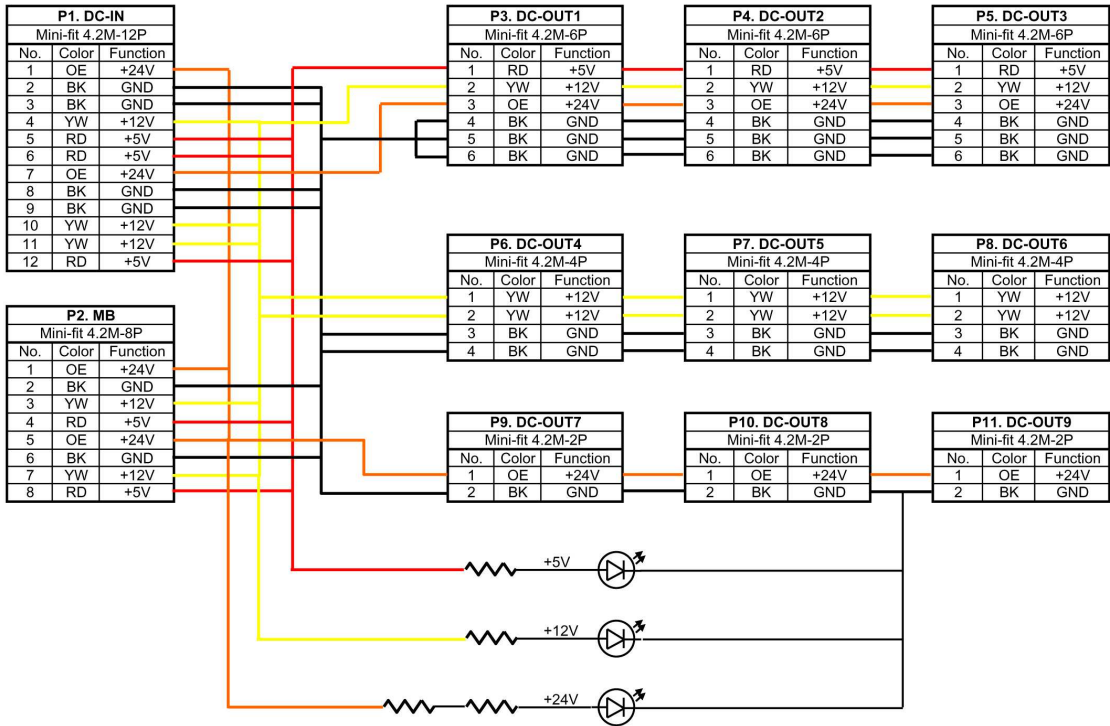 P1. DC-IN
Mini-fit 4.2M-12P
No. Color Function
1 OE +24V
2 BK GND
3 BK GND
4 YW +12V
5 RD +5V
6 RD +5V
7 OE +24V
8 BK GND
9 BK GND
10 YW +12V
11 YW +12V
12 RD +5V
P2. MB
Mini-fit 4.2M-8P
No. Color Function
1 OE +24V
2 BK GND
3 YW +12V
4 RD +5V
5 OE +24V
6 BK GND
7 YW +12V
8 RD +5V
P3. DC-OUT1
Mini-fit 4.2M-6P
No. Color Function
1 RD +5V
2 YW +12V
3 OE +24V
4 BK GND
5 BK GND
6 BK GND
P4. DC-OUT2
Mini-fit 4.2M-6P
No. Color Function
1 RD +5V
2 YW +12V
3 OE +24V
4 BK GND
5 BK GND
6 BK GND
P5. DC-OUT3
Mini-fit 4.2M-6P
No. Color Function
1 RD +5V
2 YW +12V
3 OE +24V
4 BK GND
5 BK GND
6 BK GND
P6. DC-OUT4
Mini-fit 4.2M-4P
No. Color Function
1 YW +12V
2 YW +12V
3 BK GND
4 BK GND
P7. DC-OUT5
Mini-fit 4.2M-4P
No. Color Function
1 YW +12V
2 YW +12V
3 BK GND
4 BK GND
P8. DC-OUT6
Mini-fit 4.2M-4P
No. Color Function
1 YW +12V
2 YW +12V
3 BK GND
4 BK GND
P9. DC-OUT7
Mini-fit 4.2M-2P
No. Color Function
1 OE +24V
2 BK GND
P10. DC-OUT8
Mini-fit 4.2M-2P
No. Color Function
1 OE +24V
2 BK GND
P11. DC-OUT9
Mini-fit 4.2M-2P
No. Color Function
1 OE +24V
2 BK GND
+5V
+12V
+24V